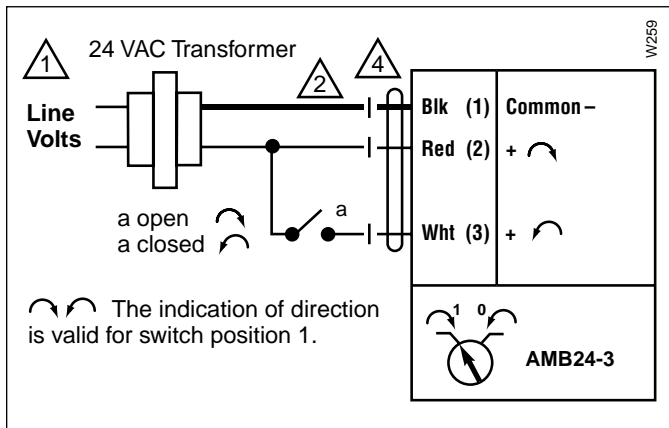 W259
24 VAC Transformer
1
2
4
Line
Volts
Blk (1) Common –
Red (2) +
a
Wht (3) +
a open
a closed
The indication of direction
is valid for switch position 1.
1 0
AMB24-3